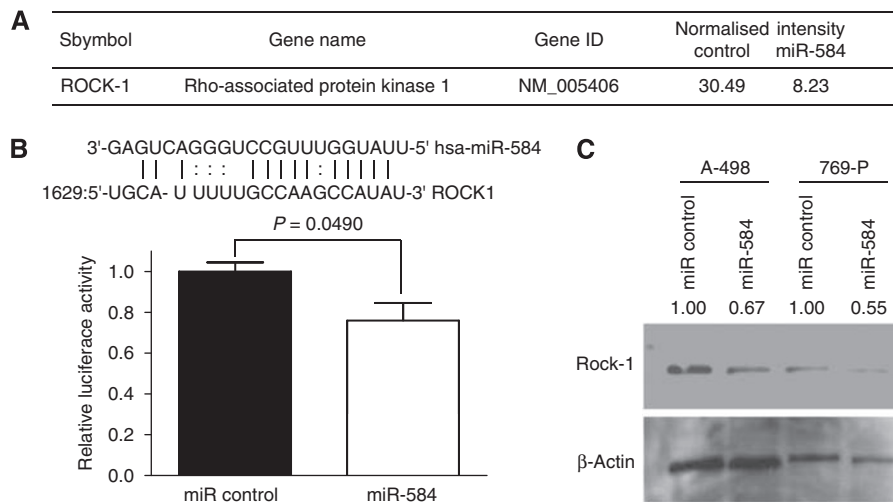 A
Sbymbol Gene name Gene ID Normalised intensity
control miR-584
ROCK-1 Rho-associated protein kinase 1 NM_005406 30.49 8.23
B
3'-GAGUCAGGGUCCGUUUGGUAUU-5' hsa-miR-584
1629:5'-UGCA- U UUUUGCCAAGCCAUAU-3' ROCK1
P = 0.0490
Relative luciferace activity
1.0
0.8
0.6
0.4
0.2
0.0
miR control miR-584
C
A-498 769-P
miR control miR-584 miR control miR-584
1.00 0.67 1.00 0.55
Rock-1
β-Actin